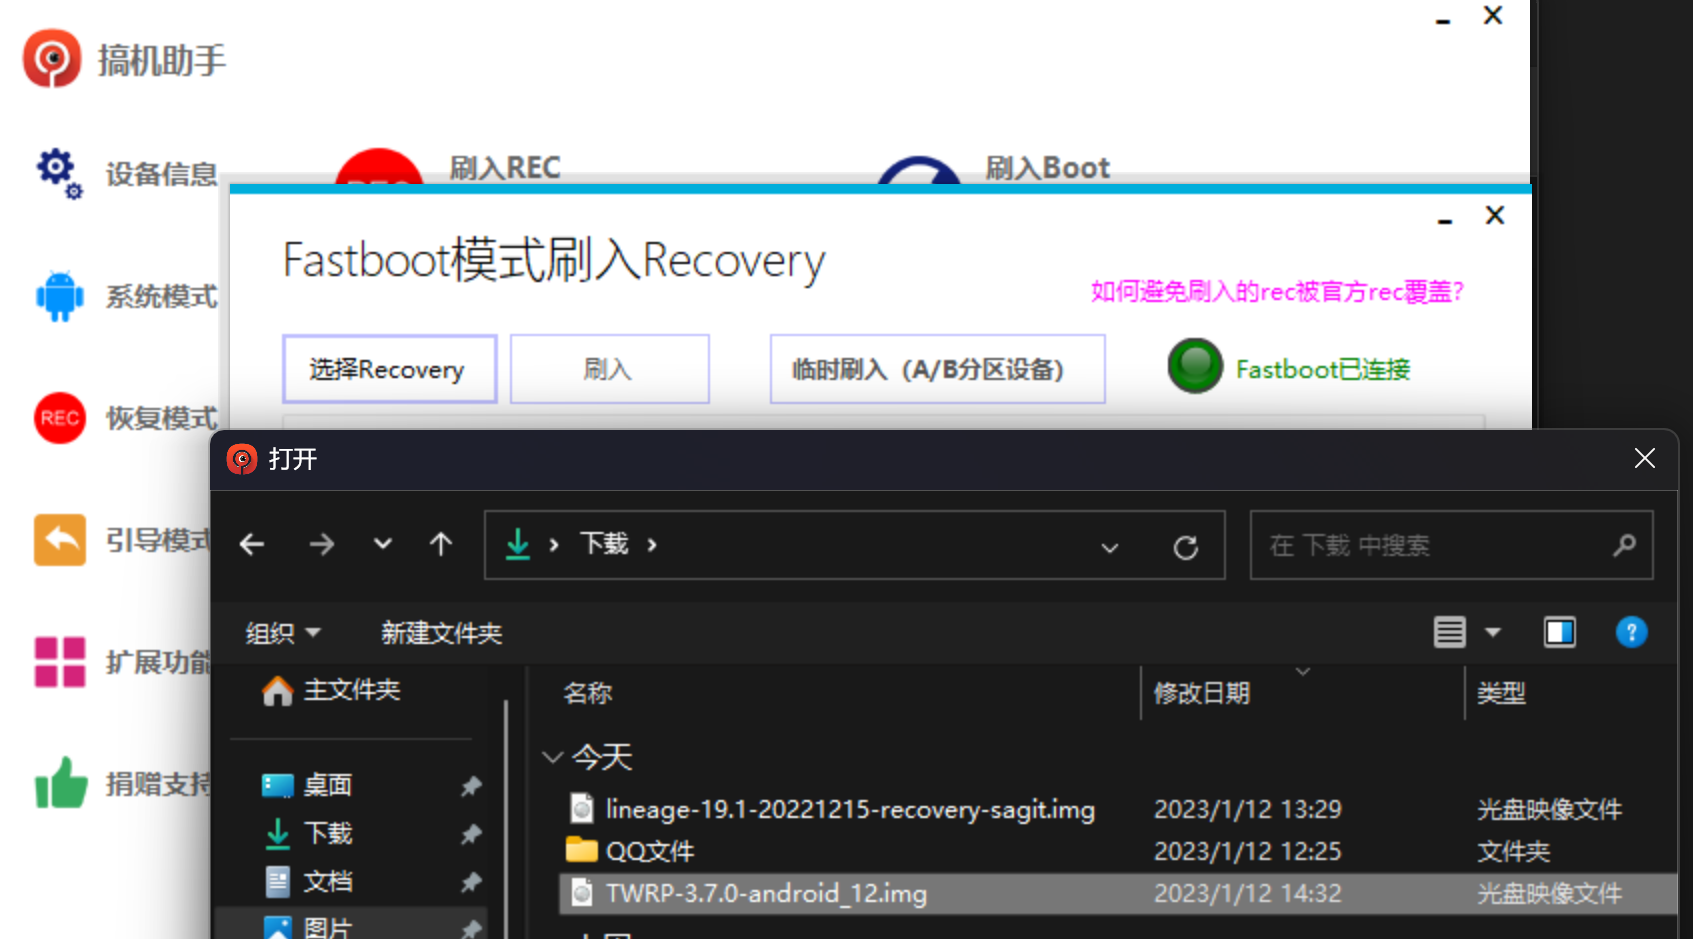 搞机助手
设备信息
刷入REC
刷入Boot
Fastboot模式刷入Recovery
如何避免刷入的rec被官方rec覆盖?
系统模式
选择Recovery
刷入
临时刷入（A/B分区设备）
Fastboot已连接
REC
恢复模式
打开
引导模式
下载
在 下载 中搜索
组织
新建文件夹
扩展功能
主文件夹
名称
修改日期
类型
今天
捐赠支持
桌面
lineage-19.1-20221215-recovery-sagit.img
2023/1/12 13:29
光盘映像文件
下载
QQ文件
2023/1/12 12:25
文件夹
文档
TWRP-3.7.0-android_12.img
2023/1/12 14:32
光盘映像文件
图片